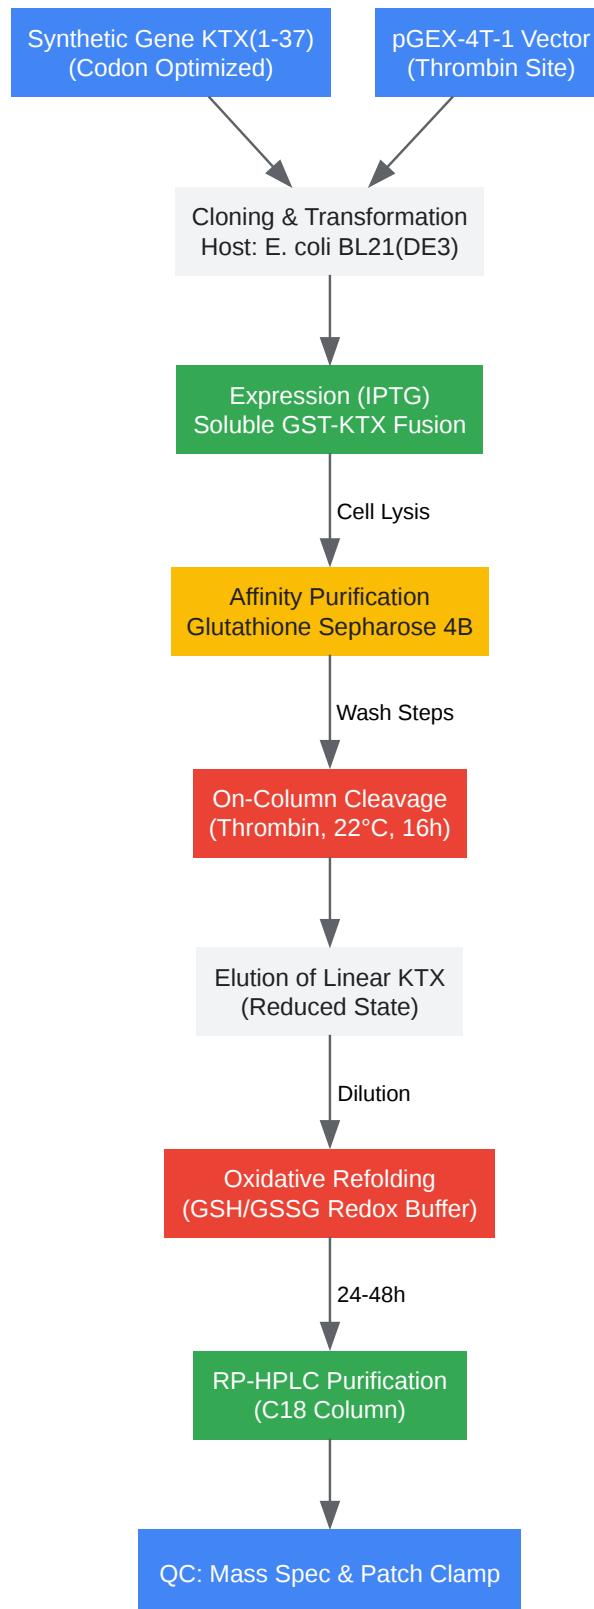 Synthetic Gene KTX(1-37)
(Codon Optimized)
pGEX-4T-1 Vector
(Thrombin Site)
Cloning & Transformation
Host: E. coli BL21(DE3)
Expression (IPTG)
Soluble GST-KTX Fusion
Cell Lysis
Affinity Purification
Glutathione Sepharose 4B
Wash Steps
On-Column Cleavage
(Thrombin, 22°C, 16h)
Elution of Linear KTX
(Reduced State)
Dilution
Oxidative Refolding
(GSH/GSSG Redox Buffer)
24-48h
RP-HPLC Purification
(C18 Column)
QC: Mass Spec & Patch Clamp